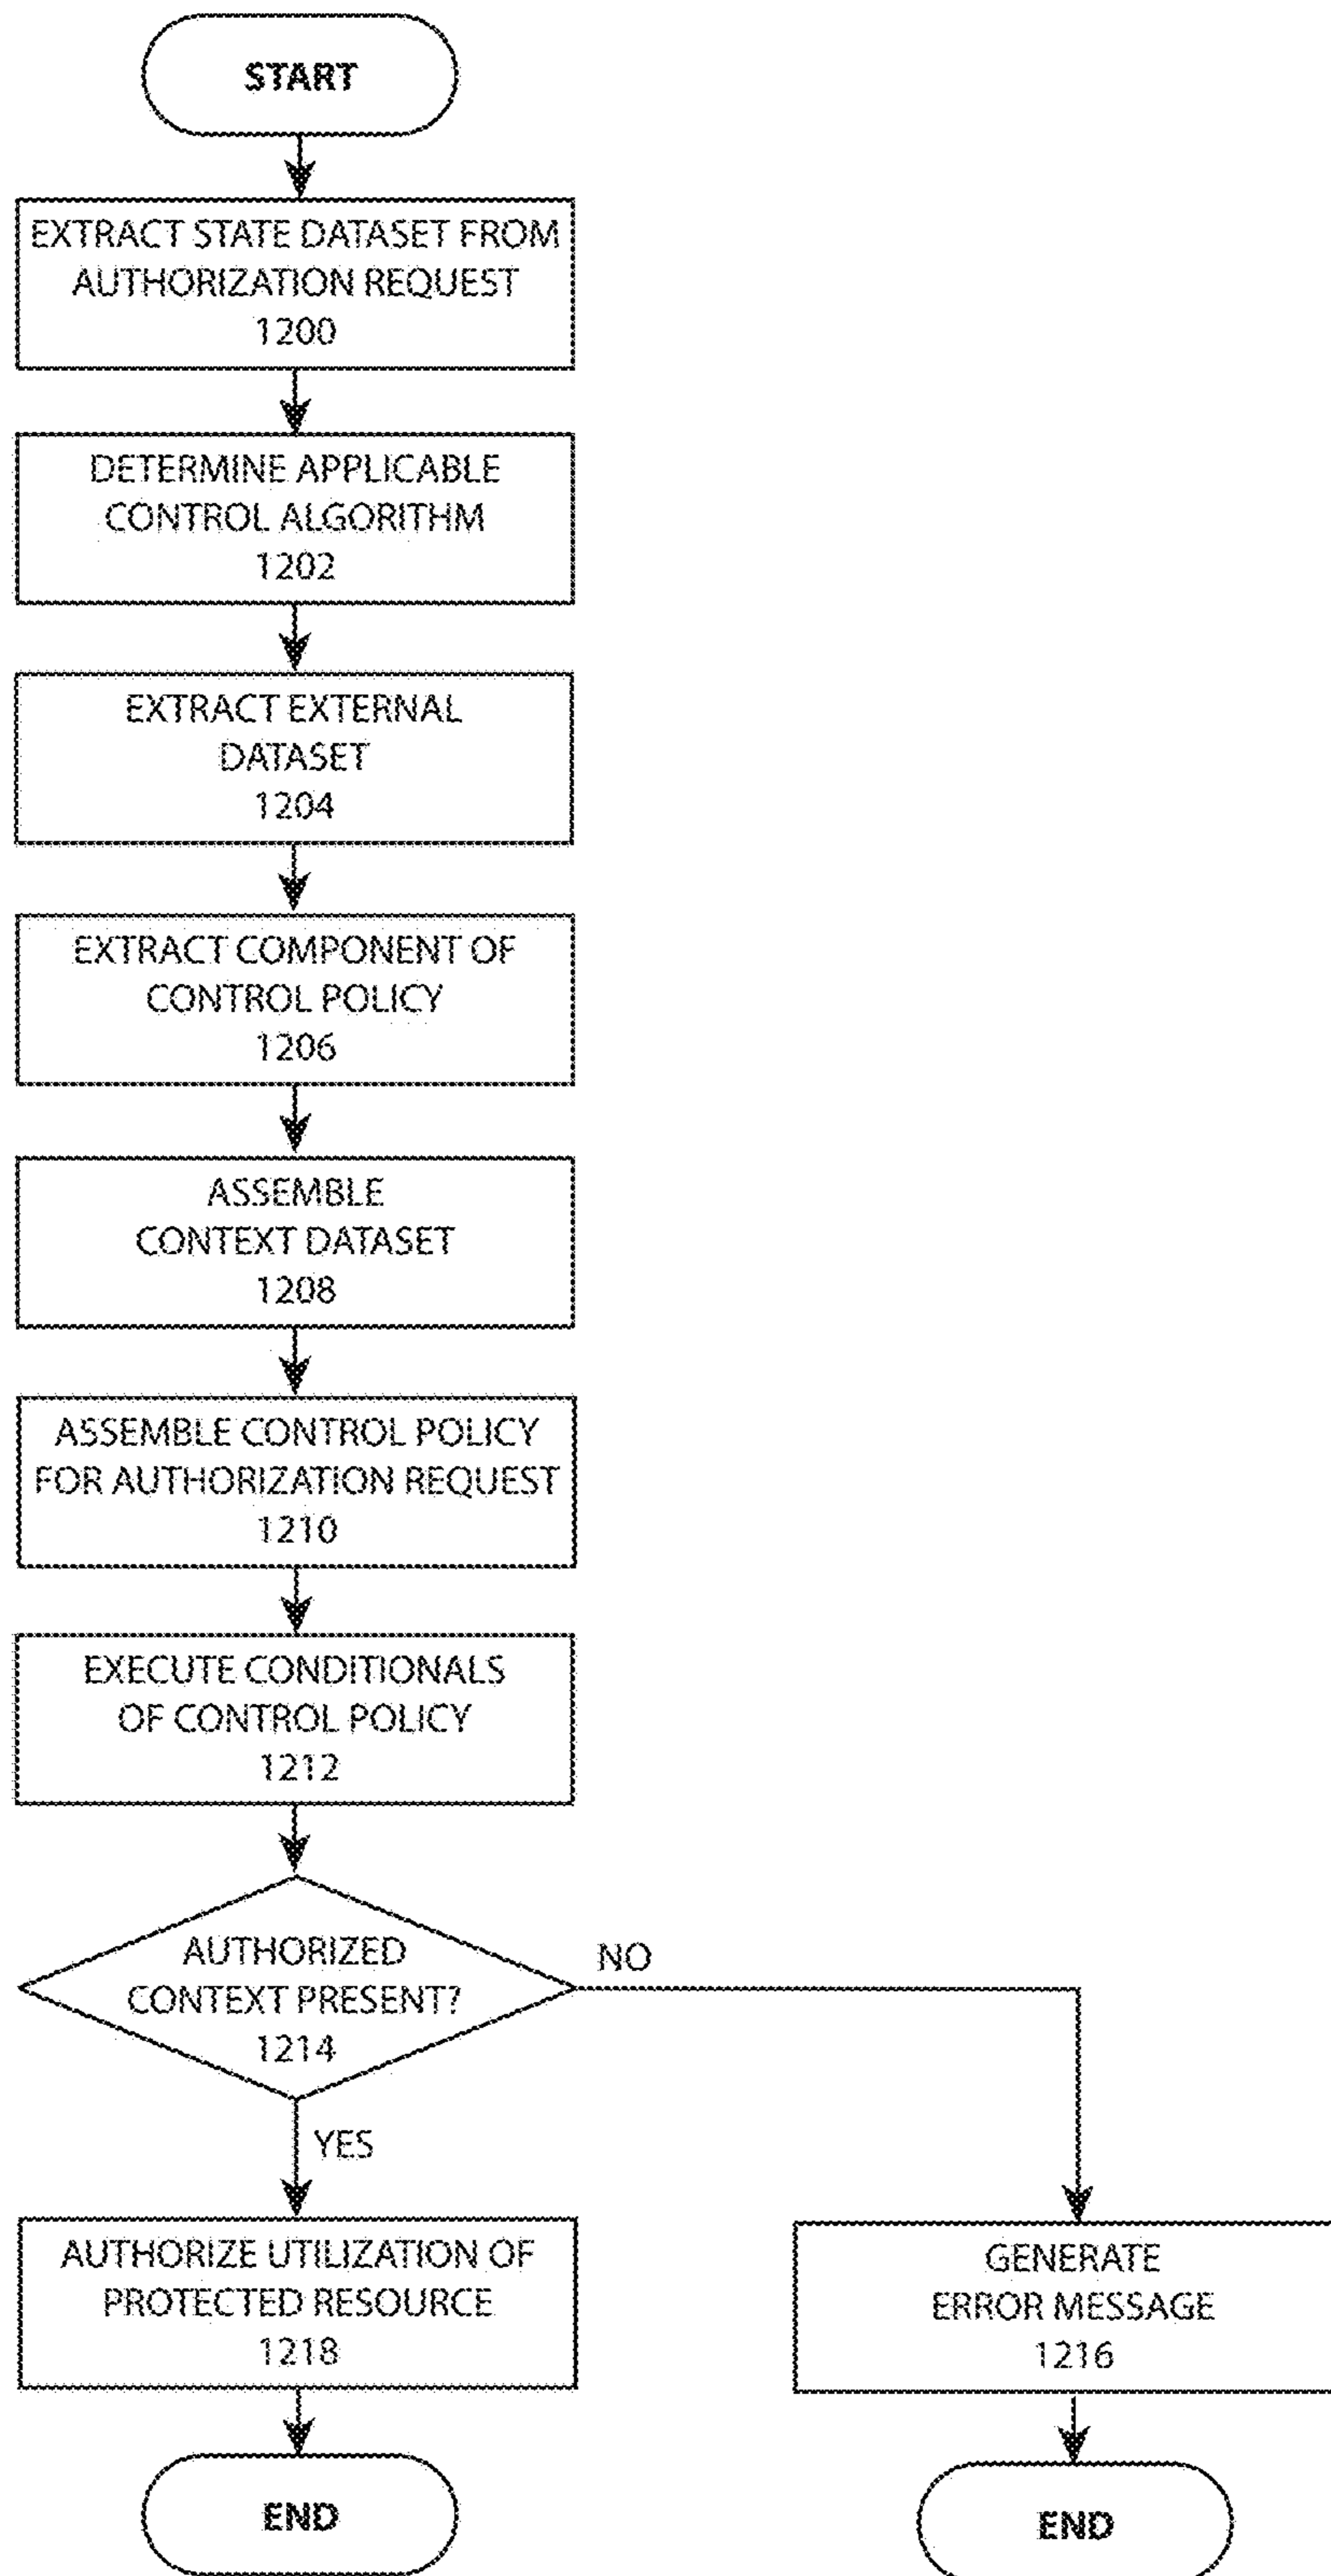 START
EXTRACT STATE DATASET FROM
AUTHORIZATION REQUEST
1200
DETERMINE APPLICABLE
CONTROL ALGORITHM
1202
EXTRACT EXTERNAL
DATASET
1204
EXTRACT COMPONENT OF
CONTROL POLICY
1206
ASSEMBLE
CONTEXT DATASET
1208
ASSEMBLE CONTROL POLICY
FOR AUTHORIZATION REQUEST
1210
EXECUTE CONDITIONALS
OF CONTROL POLICY
1212
AUTHORIZED
CONTEXT PRESENT?
1214
NO
YES
AUTHORIZE UTILIZATION OF
PROTECTED RESOURCE
1218
GENERATE
ERROR MESSAGE
1216
END
END